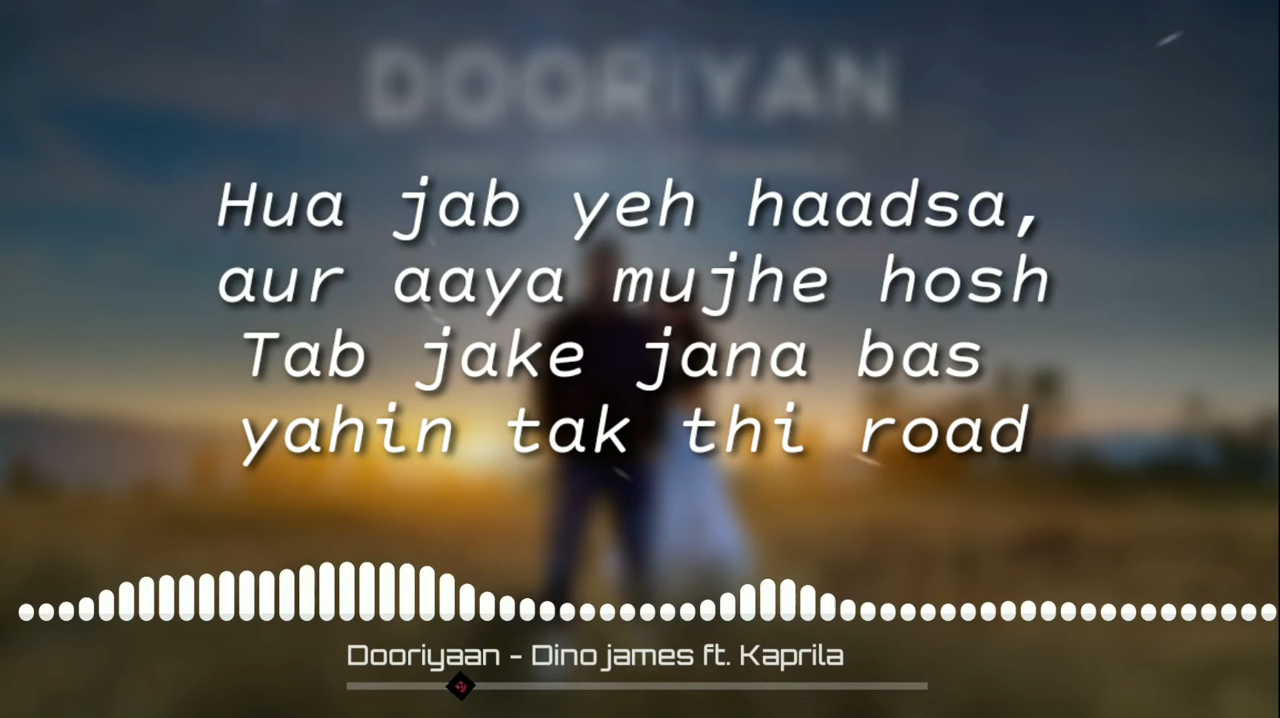 DOORIYAN
Hua jab yeh haadsa,
aur aaya mujhe hosh
Tab jake jana bas
yahin tak thi road
Dooriyaan - Dino james ft. Kaprila